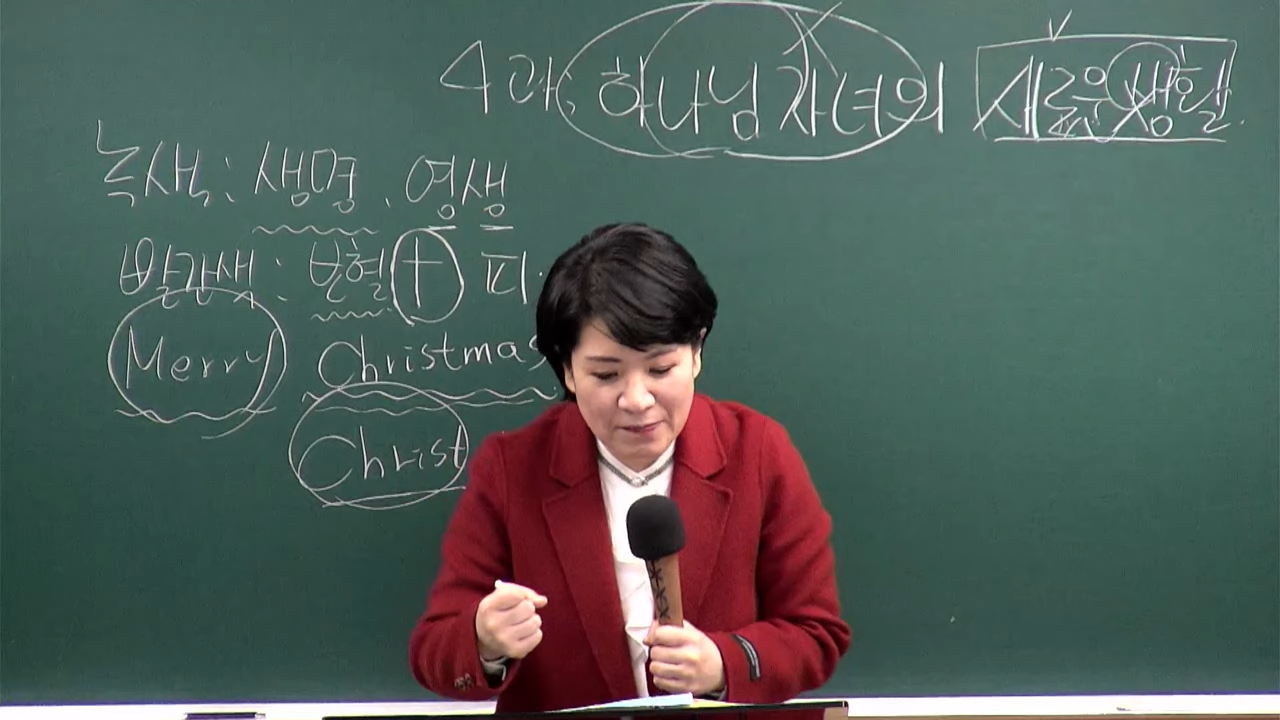 4과; 하나님 자녀의 새로운 생활.
녹색: 생명, 영생
빨간색: 보혈 피.
Merry Christmas
Christ